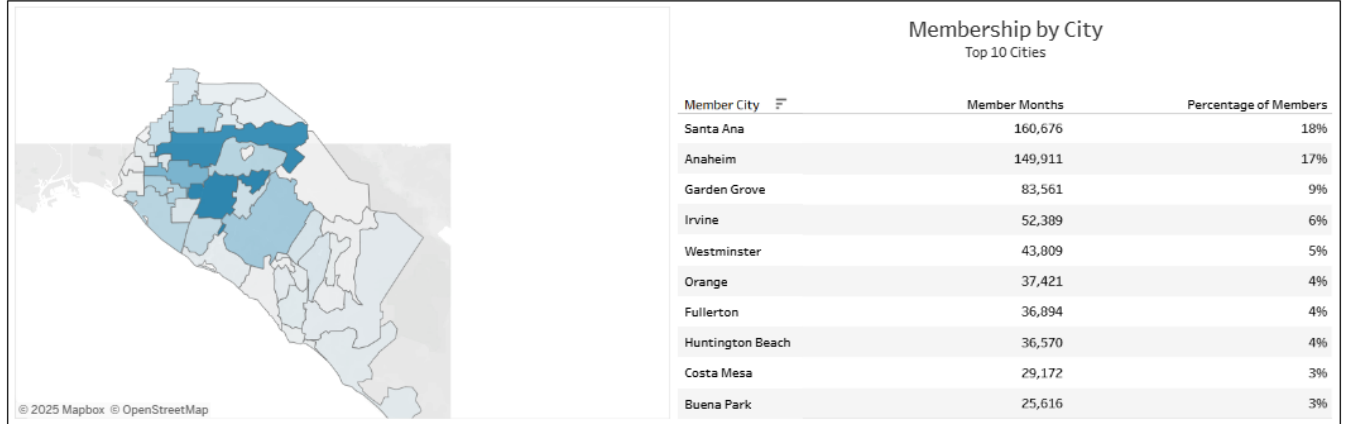 Membership by City
Top 10 Cities
Member City Member Months Percentage of Members
Santa Ana 160,676 18%
Anaheim 149,911 17%
Garden Grove 83,561 9%
Irvine 52,389 6%
Westminster 43,809 5%
Orange 37,421 4%
Fullerton 36,894 4%
Huntington Beach 36,570 4%
Costa Mesa 29,172 3%
Buena Park 25,616 3%
© 2025 Mapbox © OpenStreetMap